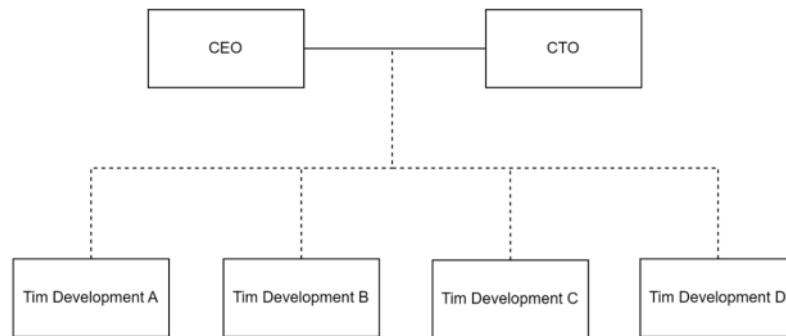 CEO
CTO
Tim Development A
Tim Development B
Tim Development C
Tim Development D